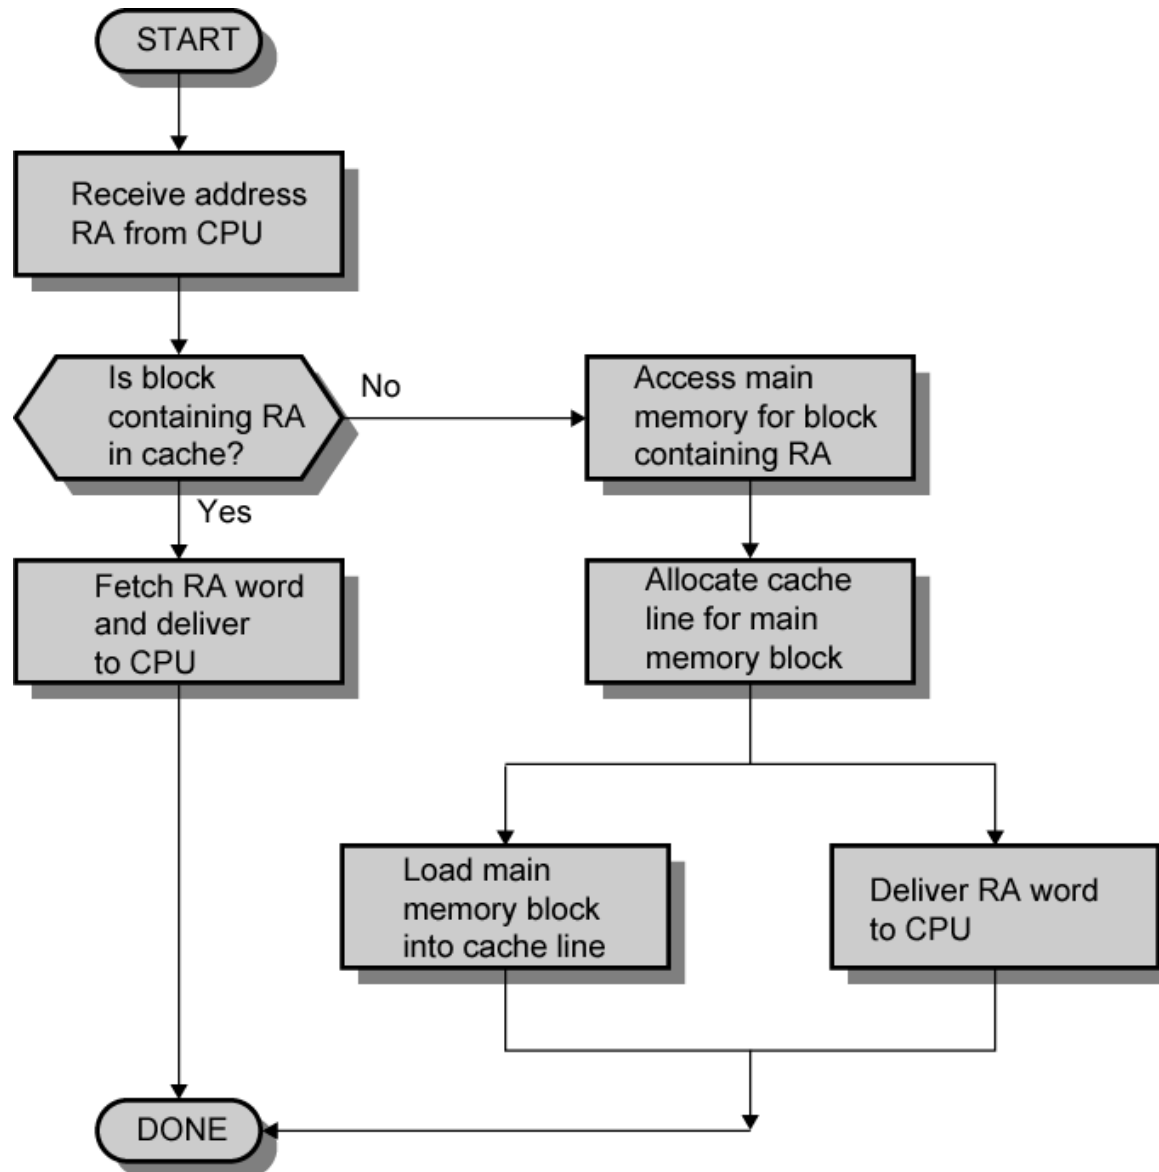 START
Receive address
RA from CPU
Is block
containing RA
in cache?
No
Access main
memory for block
containing RA
Yes
Fetch RA word
and deliver
to CPU
Allocate cache
line for main
memory block
Load main
memory block
into cache line
Deliver RA word
to CPU
DONE